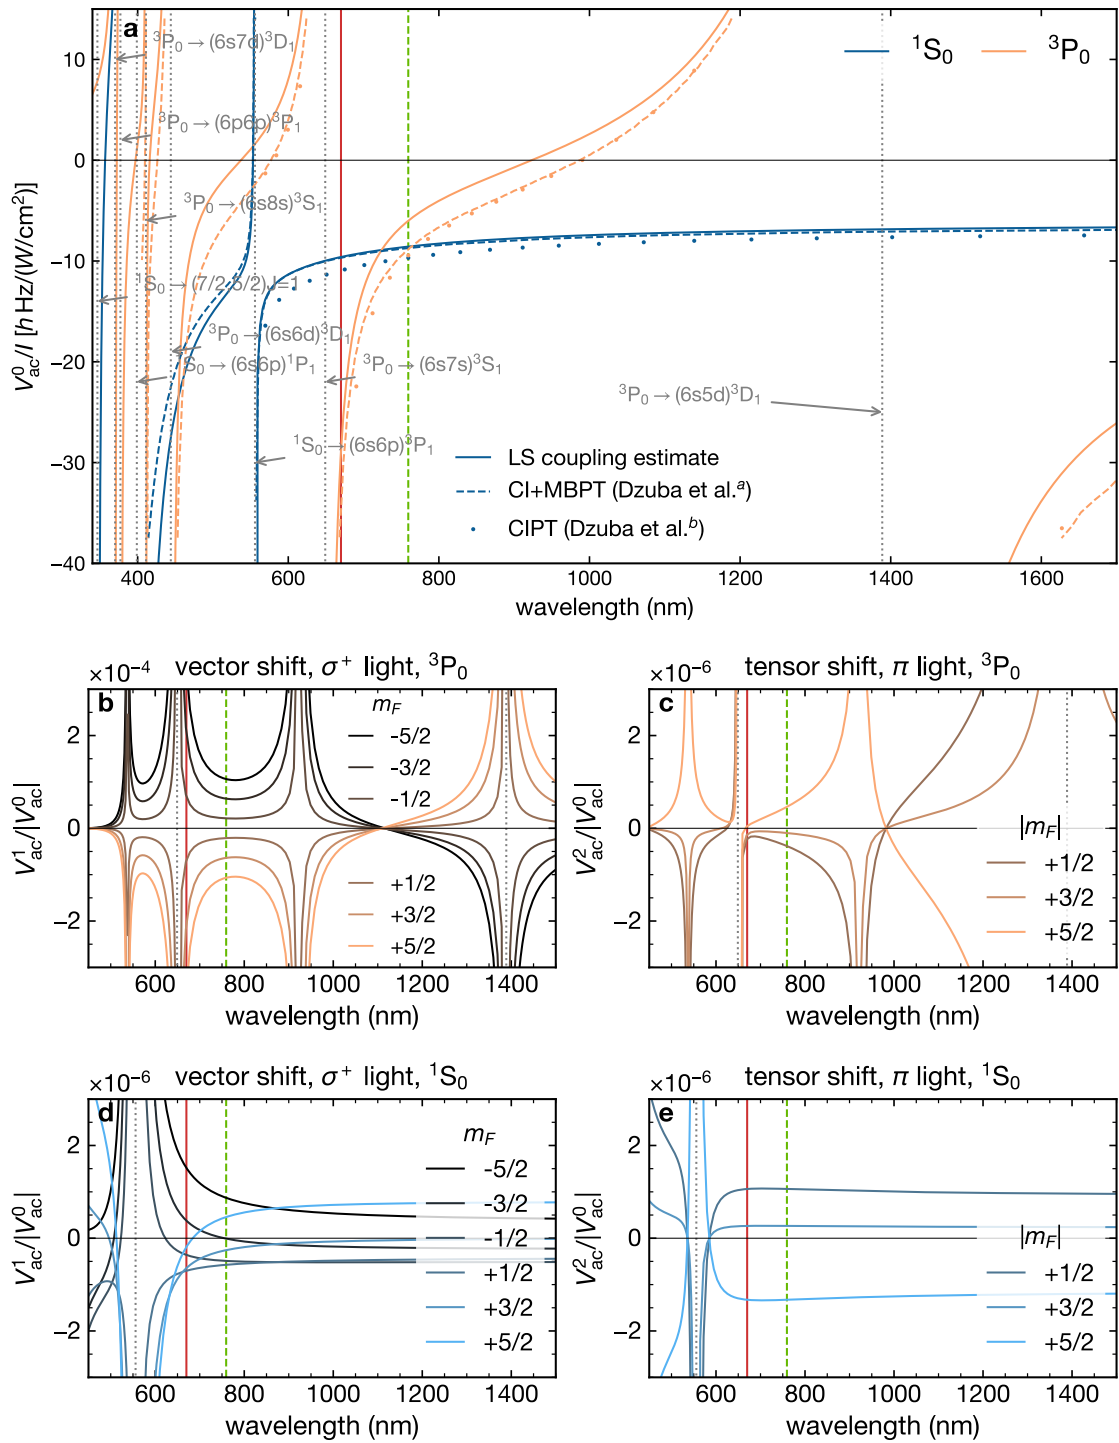 a
¹S₀ ³P₀
³P₀ → (6s7d)³D₁
³P₀ → (6p6p)³P₁
³P₀ → (6s8s)³S₁
¹S₀ → (7/2,5/2)J=1
³P₀ → (6s6d)³D₁
¹S₀ → (6s6p)¹P₁
³P₀ → (6s7s)³S₁
³P₀ → (6s5d)³D₁
¹S₀ → (6s6p)³P₁
LS coupling estimate
CI+MBPT (Dzuba et al.ᵃ)
CIPT (Dzuba et al.ᵇ)
V⁰ac/I [h Hz/(W/cm²)]
10
0
−10
−20
−30
−40
400 600 800 1000 1200 1400 1600
wavelength (nm)
×10⁻⁴ vector shift, σ⁺ light, ³P₀
b
mF
-5/2
-3/2
-1/2
+1/2
+3/2
+5/2
V¹ac/|V⁰ac|
2
0
−2
600 800 1000 1200 1400
wavelength (nm)
×10⁻⁶ tensor shift, π light, ³P₀
c
|mF|
+1/2
+3/2
+5/2
V²ac/|V⁰ac|
2
0
−2
600 800 1000 1200 1400
wavelength (nm)
×10⁻⁶ vector shift, σ⁺ light, ¹S₀
d
mF
-5/2
-3/2
-1/2
+1/2
+3/2
+5/2
V¹ac/|V⁰ac|
2
0
−2
600 800 1000 1200 1400
wavelength (nm)
×10⁻⁶ tensor shift, π light, ¹S₀
e
|mF|
+1/2
+3/2
+5/2
V²ac/|V⁰ac|
2
0
−2
600 800 1000 1200 1400
wavelength (nm)